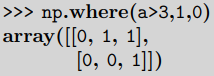 >>> np.where(a>3,1,0)
array([[0, 1, 1],
[0, 0, 1]])